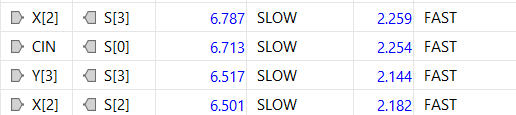 X[2] S[3] 6.787 SLOW 2.259 FAST
CIN S[0] 6.713 SLOW 2.254 FAST
Y[3] S[3] 6.517 SLOW 2.144 FAST
X[2] S[2] 6.501 SLOW 2.182 FAST